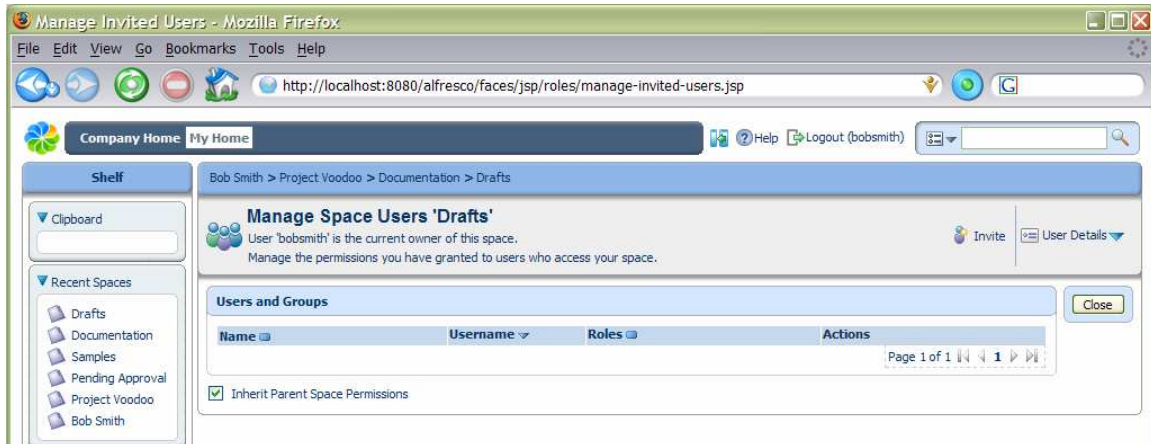 Manage Invited Users - Mozilla Firefox
File Edit View Go Bookmarks Tools Help
http://localhost:8080/alfresco/faces/jsp/roles/manage-invited-users.jsp
G
Company Home My Home
Help Logout (bobsmith)
Shelf
Bob Smith > Project Voodoo > Documentation > Drafts
Clipboard
Manage Space Users 'Drafts'
User 'bobsmith' is the current owner of this space.
Manage the permissions you have granted to users who access your space.
Invite User Details
Recent Spaces
Drafts
Documentation
Samples
Pending Approval
Project Voodoo
Bob Smith
Users and Groups
Close
Name Username Roles Actions
Page 1 of 1 1
Inherit Parent Space Permissions